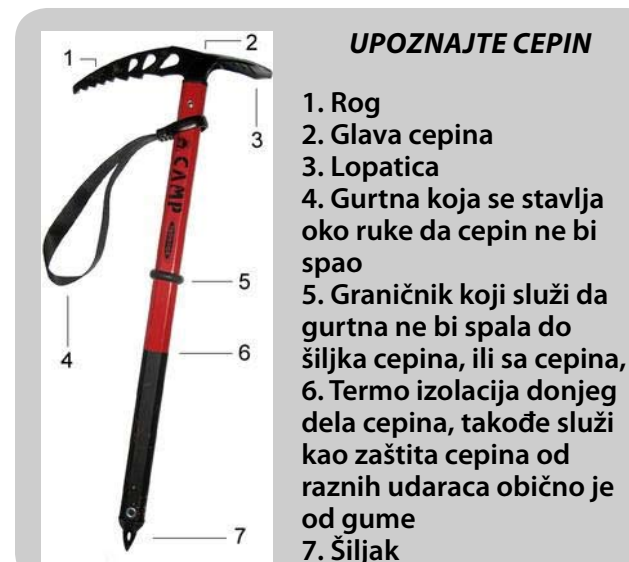 UPOZNAJTE CEPIN
1. Rog
2. Glava cepina
3. Lopatica
4. Gurtna koja se stavlja
oko ruke da cepin ne bi
spao
5. Graničnik koji služi da
gurtna ne bi spala do
šiljka cepina, ili sa cepina,
6. Termo izolacija donjeg
dela cepina, takođe služi
kao zaštita cepina od
raznih udaraca obično je
od gume
7. Šiljak
1
2
3
CAMP
4
5
6
7